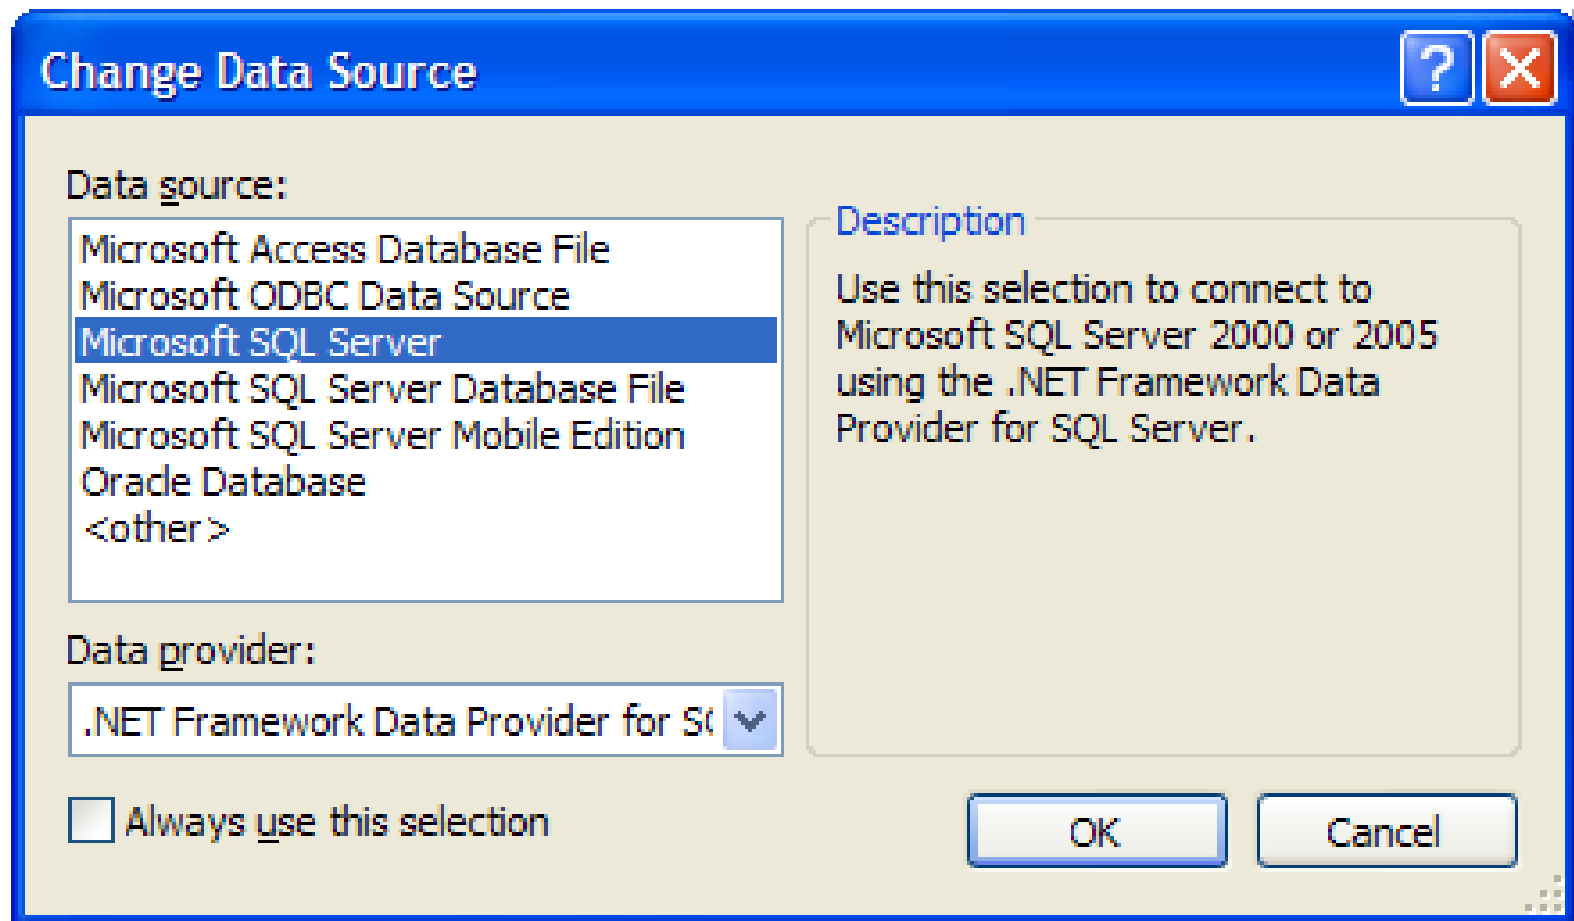 Change Data Source
Data source:
Microsoft Access Database File
Microsoft ODBC Data Source
Microsoft SQL Server
Microsoft SQL Server Database File
Microsoft SQL Server Mobile Edition
Oracle Database
<other>
Description
Use this selection to connect to
Microsoft SQL Server 2000 or 2005
using the .NET Framework Data
Provider for SQL Server.
Data provider:
.NET Framework Data Provider for
Always use this selection
OK
Cancel